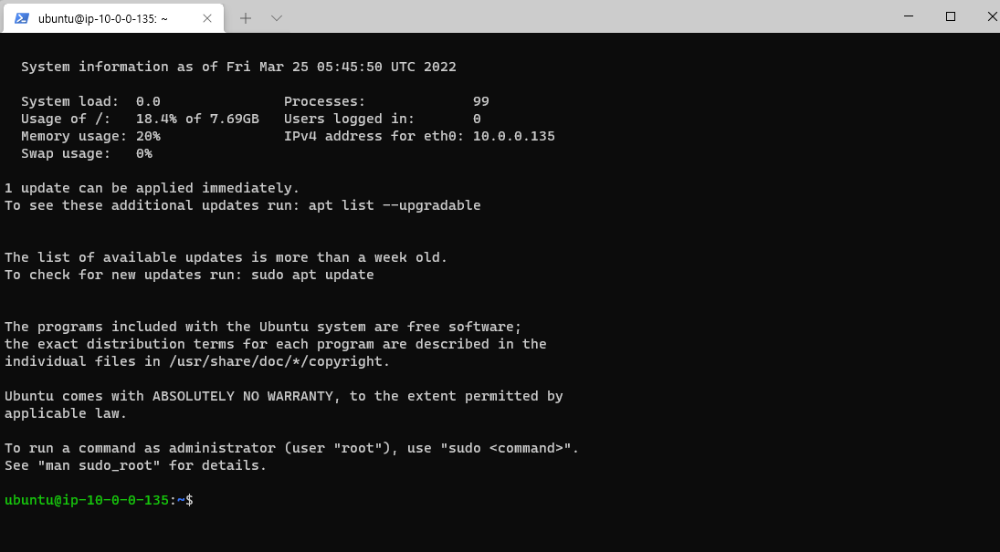 ubuntu@ip-10-0-0-135: ~
System information as of Fri Mar 25 05:45:50 UTC 2022
System load:  0.0               Processes:             99
Usage of /:   18.4% of 7.69GB   Users logged in:       0
Memory usage: 20%               IPv4 address for eth0: 10.0.0.135
Swap usage:   0%
1 update can be applied immediately.
To see these additional updates run: apt list --upgradable
The list of available updates is more than a week old.
To check for new updates run: sudo apt update
The programs included with the Ubuntu system are free software;
the exact distribution terms for each program are described in the
individual files in /usr/share/doc/*/copyright.
Ubuntu comes with ABSOLUTELY NO WARRANTY, to the extent permitted by
applicable law.
To run a command as administrator (user "root"), use "sudo <command>".
See "man sudo_root" for details.
ubuntu@ip-10-0-0-135:~$